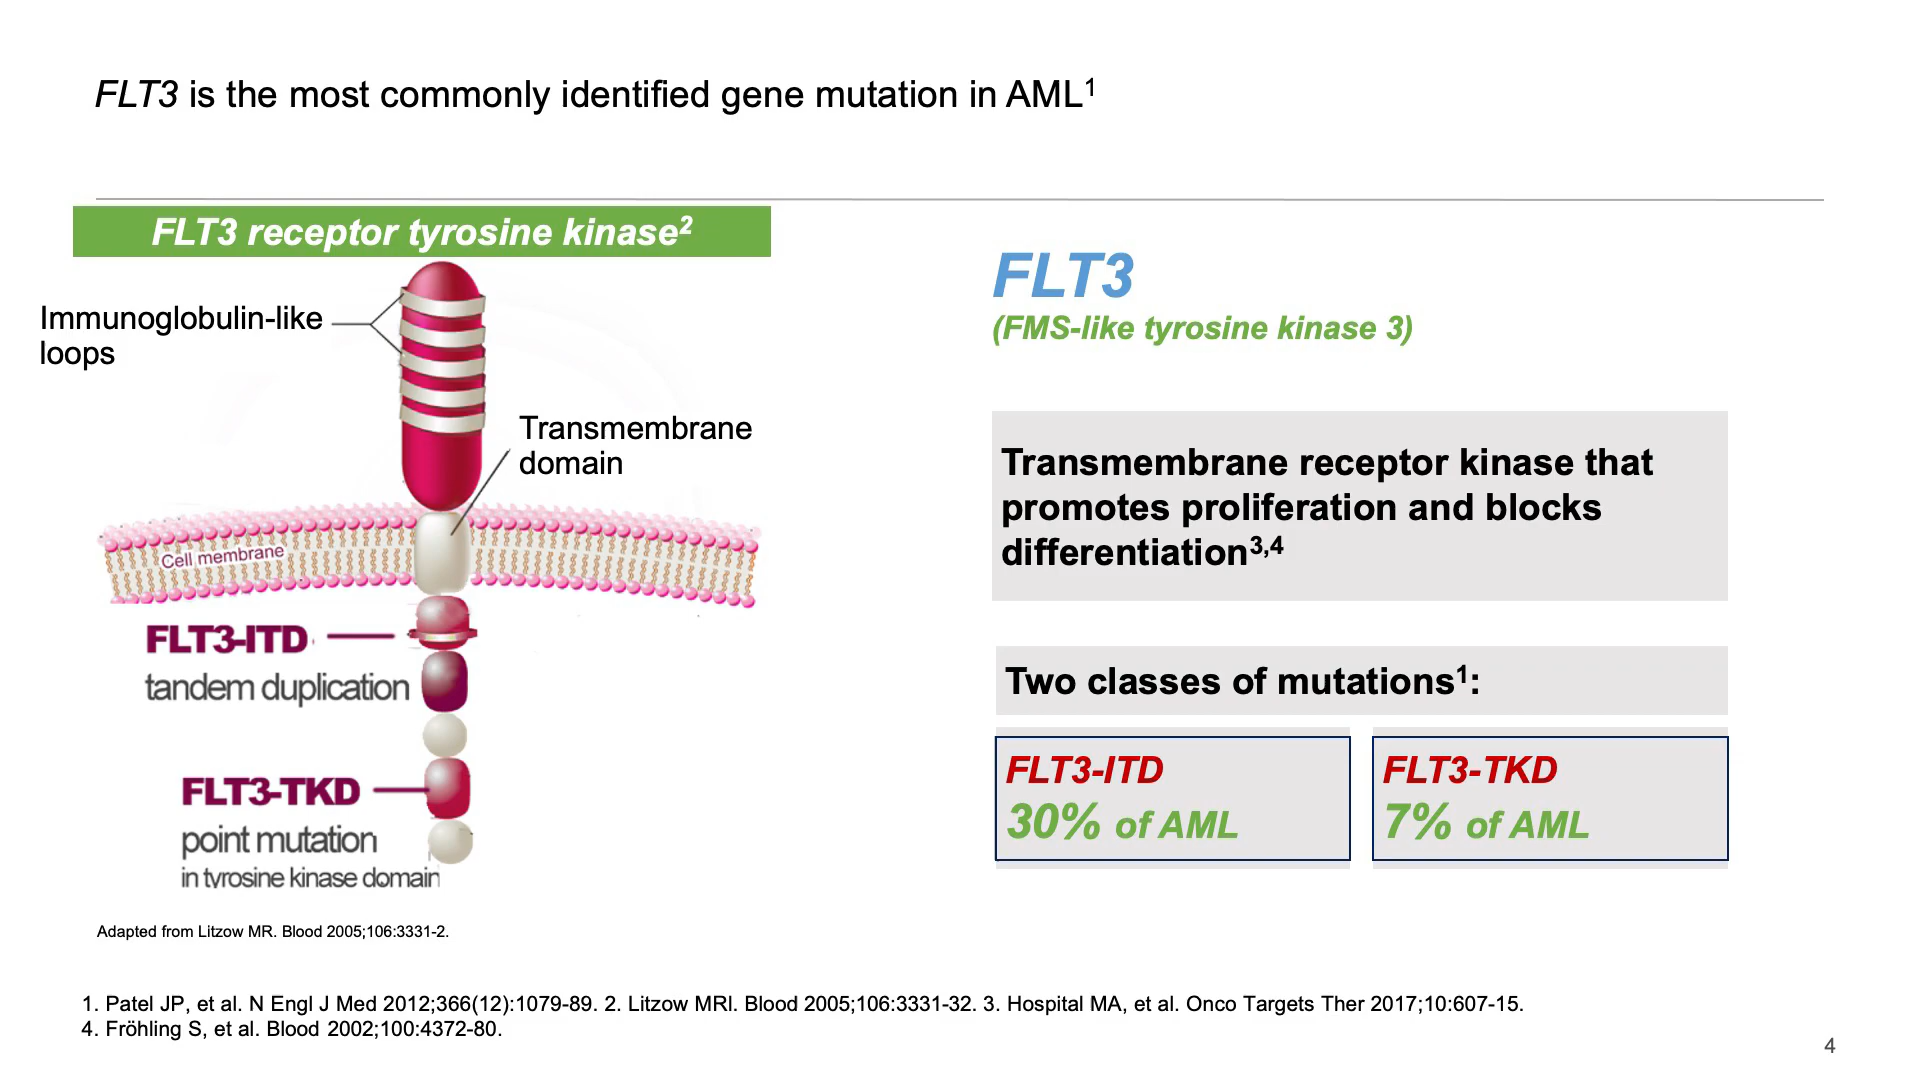 FLT3 is the most commonly identified gene mutation in AML1
FLT3 receptor tyrosine kinase2
Immunoglobulin-like
loops
Transmembrane
domain
Cell membrane
FLT3-ITD
tandem duplication
FLT3-TKD
point mutation
in tyrosine kinase domain
Adapted from Litzow MR. Blood 2005;106:3331-2.
FLT3
(FMS-like tyrosine kinase 3)
Transmembrane receptor kinase that
promotes proliferation and blocks
differentiation3,4
Two classes of mutations1:
FLT3-ITD
30% of AML
FLT3-TKD
7% of AML
1. Patel JP, et al. N Engl J Med 2012;366(12):1079-89. 2. Litzow MRl. Blood 2005;106:3331-32. 3. Hospital MA, et al. Onco Targets Ther 2017;10:607-15.
4. Fröhling S, et al. Blood 2002;100:4372-80.
4